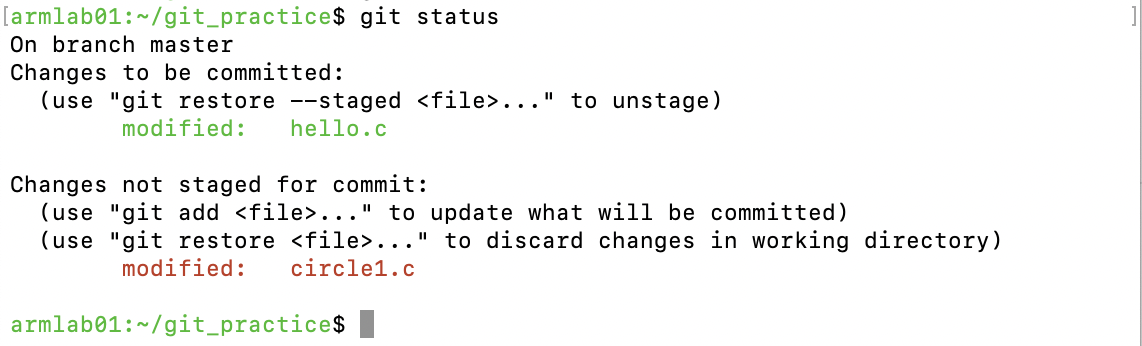 [armlab01:~/git_practice$ git status ]
On branch master
Changes to be committed:
  (use "git restore --staged <file>..." to unstage)
        modified:   hello.c

Changes not staged for commit:
  (use "git add <file>..." to update what will be committed)
  (use "git restore <file>..." to discard changes in working directory)
        modified:   circle1.c

armlab01:~/git_practice$